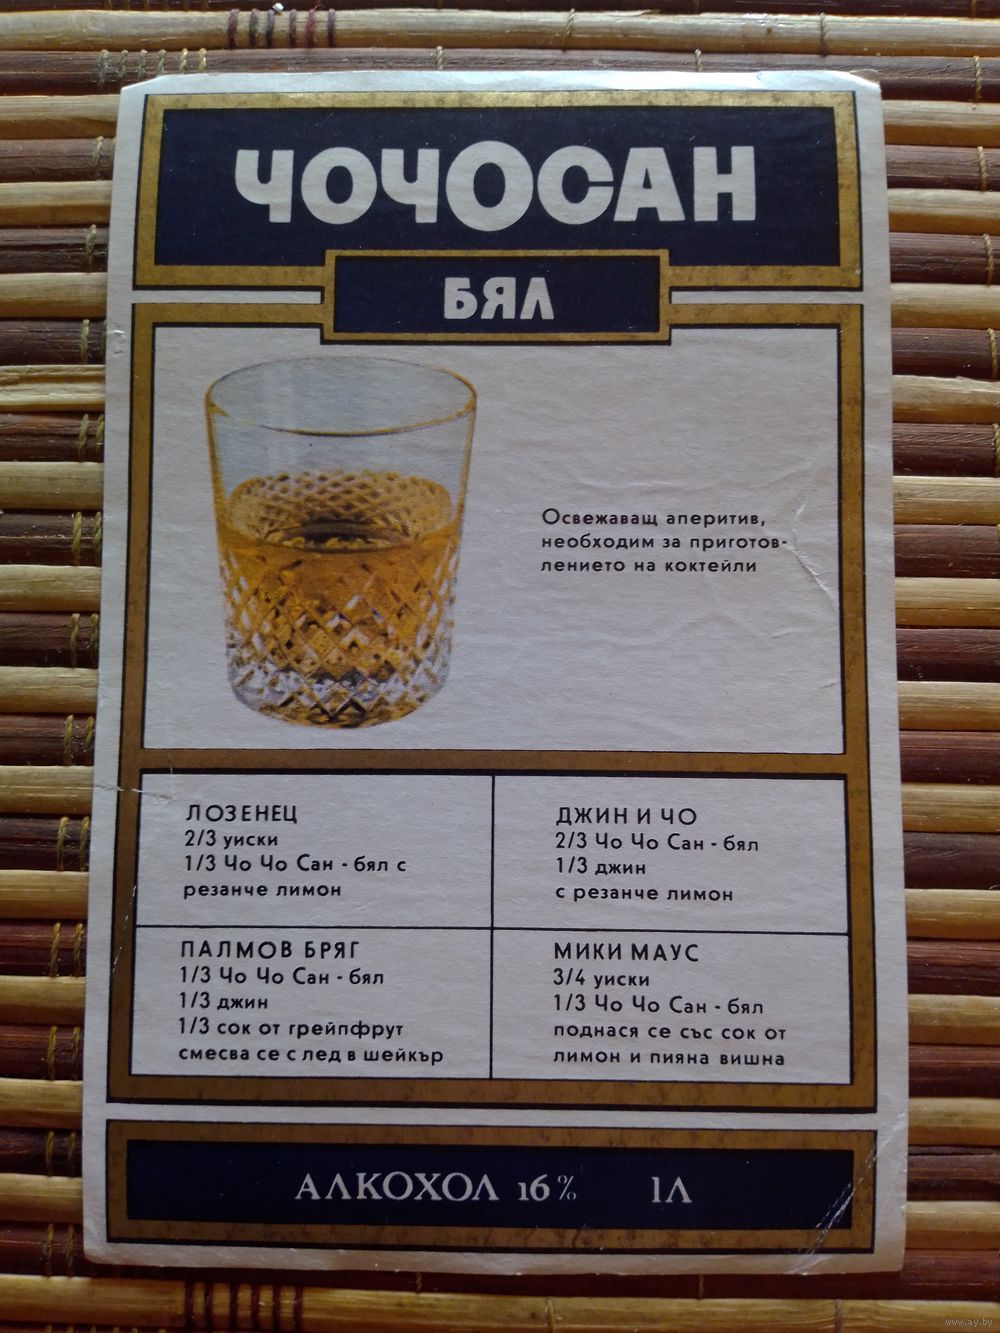 ЧОЧОСАН
БЯЛ
Освежаващ аперитив,
необходим за приготов-
лението на коктейли
ЛОЗЕНЕЦ
2/3 уиски
1/3 Чо Чо Сан - бял с
резанче лимон
ДЖИН И ЧО
2/3 Чо Чо Сан - бял
1/3 джин
с резанче лимон
ПАЛМОВ БРЯГ
1/3 Чо Чо Сан - бял
1/3 джин
1/3 сок от грейпфрут
смесва се с лед в шейкър
МИКИ МАУС
3/4 уиски
1/3 Чо Чо Сан - бял
поднася се със сок от
лимон и пияна вишна
АЛКОХОЛ 16% 1Л
www.ay.by